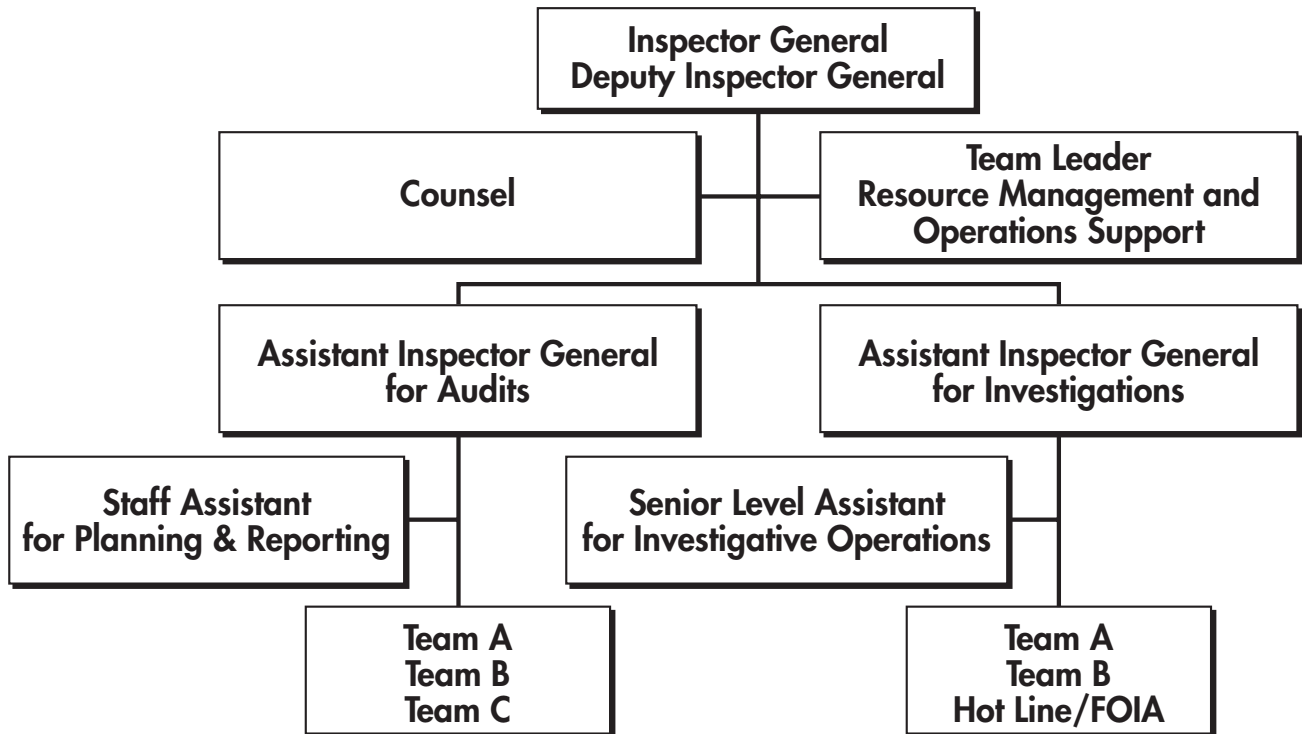 Inspector General
Deputy Inspector General
Counsel
Team Leader
Resource Management and
Operations Support
Assistant Inspector General
for Audits
Assistant Inspector General
for Investigations
Staff Assistant
for Planning & Reporting
Senior Level Assistant
for Investigative Operations
Team A
Team B
Team C
Team A
Team B
Hot Line/FOIA